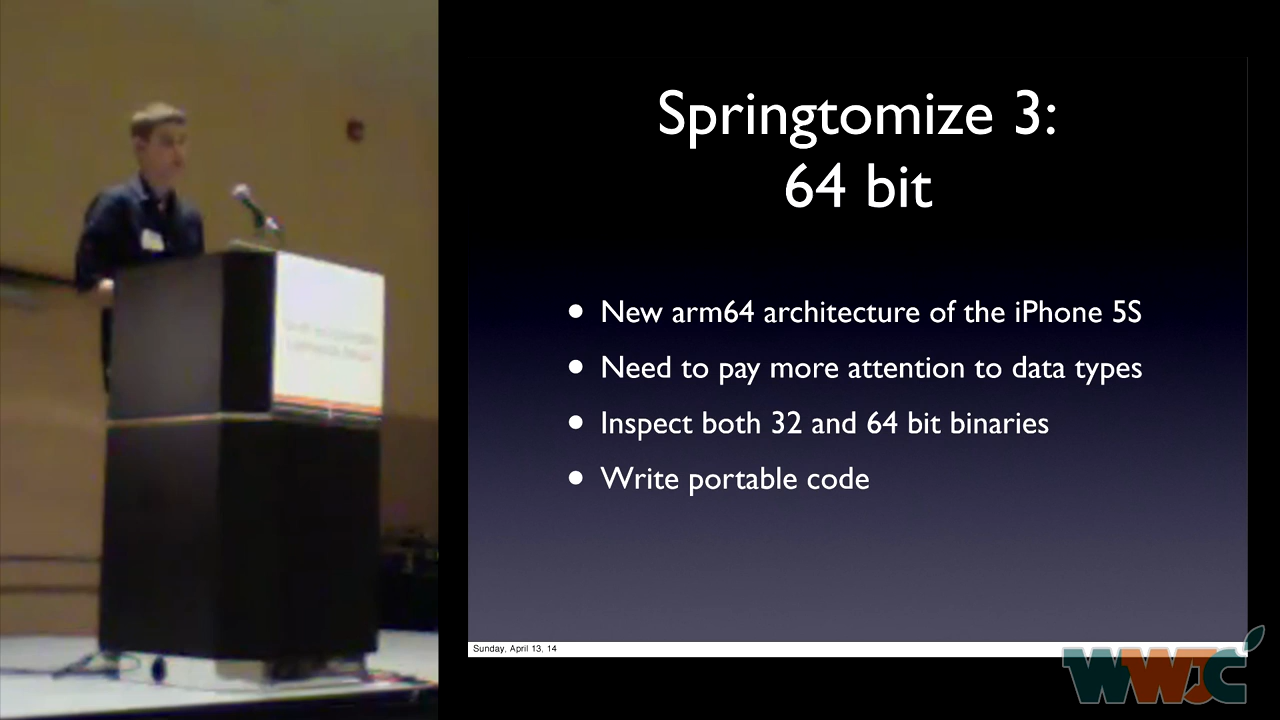 Springtomize 3:
64 bit
• New arm64 architecture of the iPhone 5S
• Need to pay more attention to data types
• Inspect both 32 and 64 bit binaries
• Write portable code
Sunday, April 13, 14
WWJC